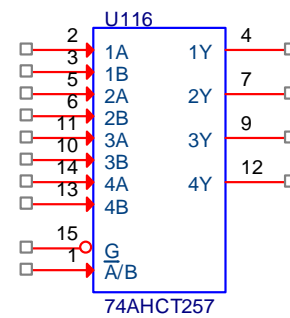 U116
2 1A 1Y 4
3 1B
5 2A 2Y 7
6 2B
11 3A 3Y 9
10 3B
14 4A 4Y 12
13 4B
15 G
1 A̅/B
74AHCT257